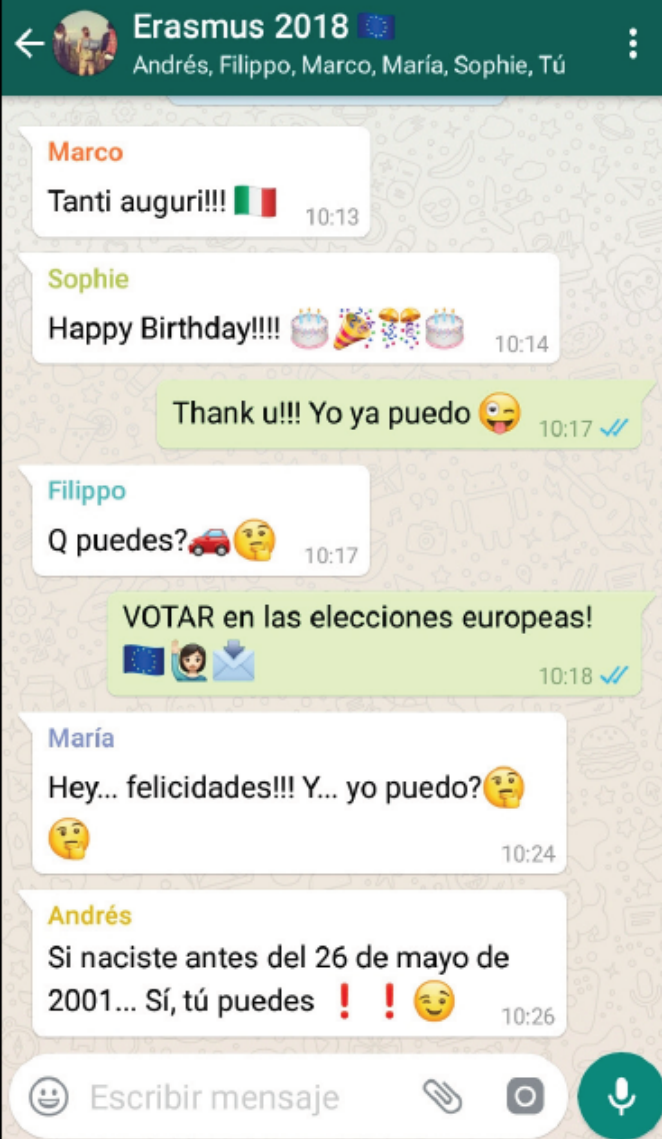 Erasmus 2018 🇪🇺
Andrés, Filippo, Marco, María, Sophie, Tú
Marco
Tanti auguri!!! 🇮🇹 10:13
Sophie
Happy Birthday!!!! 🎂🎉🎊🎂 10:14
Thank u!!! Yo ya puedo 😜 10:17
Filippo
Q puedes?🚗🤔 10:17
VOTAR en las elecciones europeas!
🇪🇺🙋🏻📩 10:18
María
Hey... felicidades!!! Y... yo puedo?🤔
🤔 10:24
Andrés
Si naciste antes del 26 de mayo de
2001... Sí, tú puedes ❗ ❗ 😉 10:26
Escribir mensaje